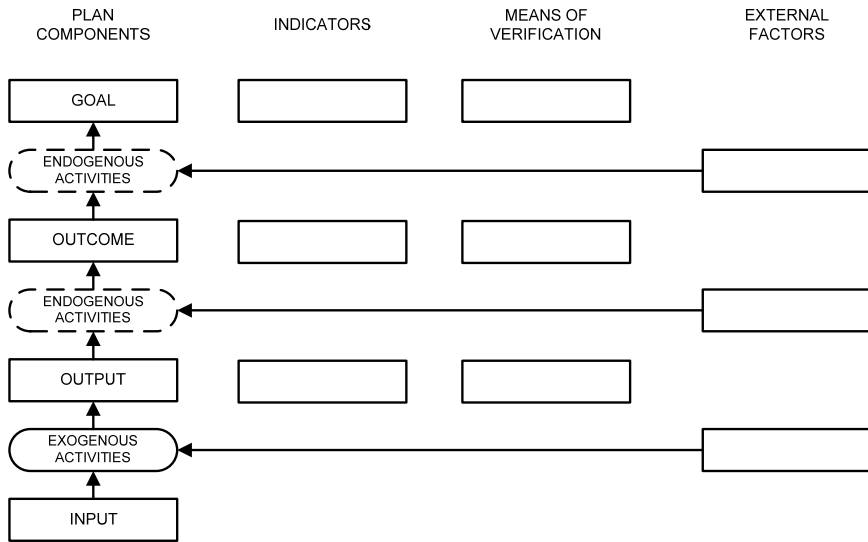 PLAN
COMPONENTS
INDICATORS
MEANS OF
VERIFICATION
EXTERNAL
FACTORS
GOAL
ENDOGENOUS
ACTIVITIES
OUTCOME
ENDOGENOUS
ACTIVITIES
OUTPUT
EXOGENOUS
ACTIVITIES
INPUT